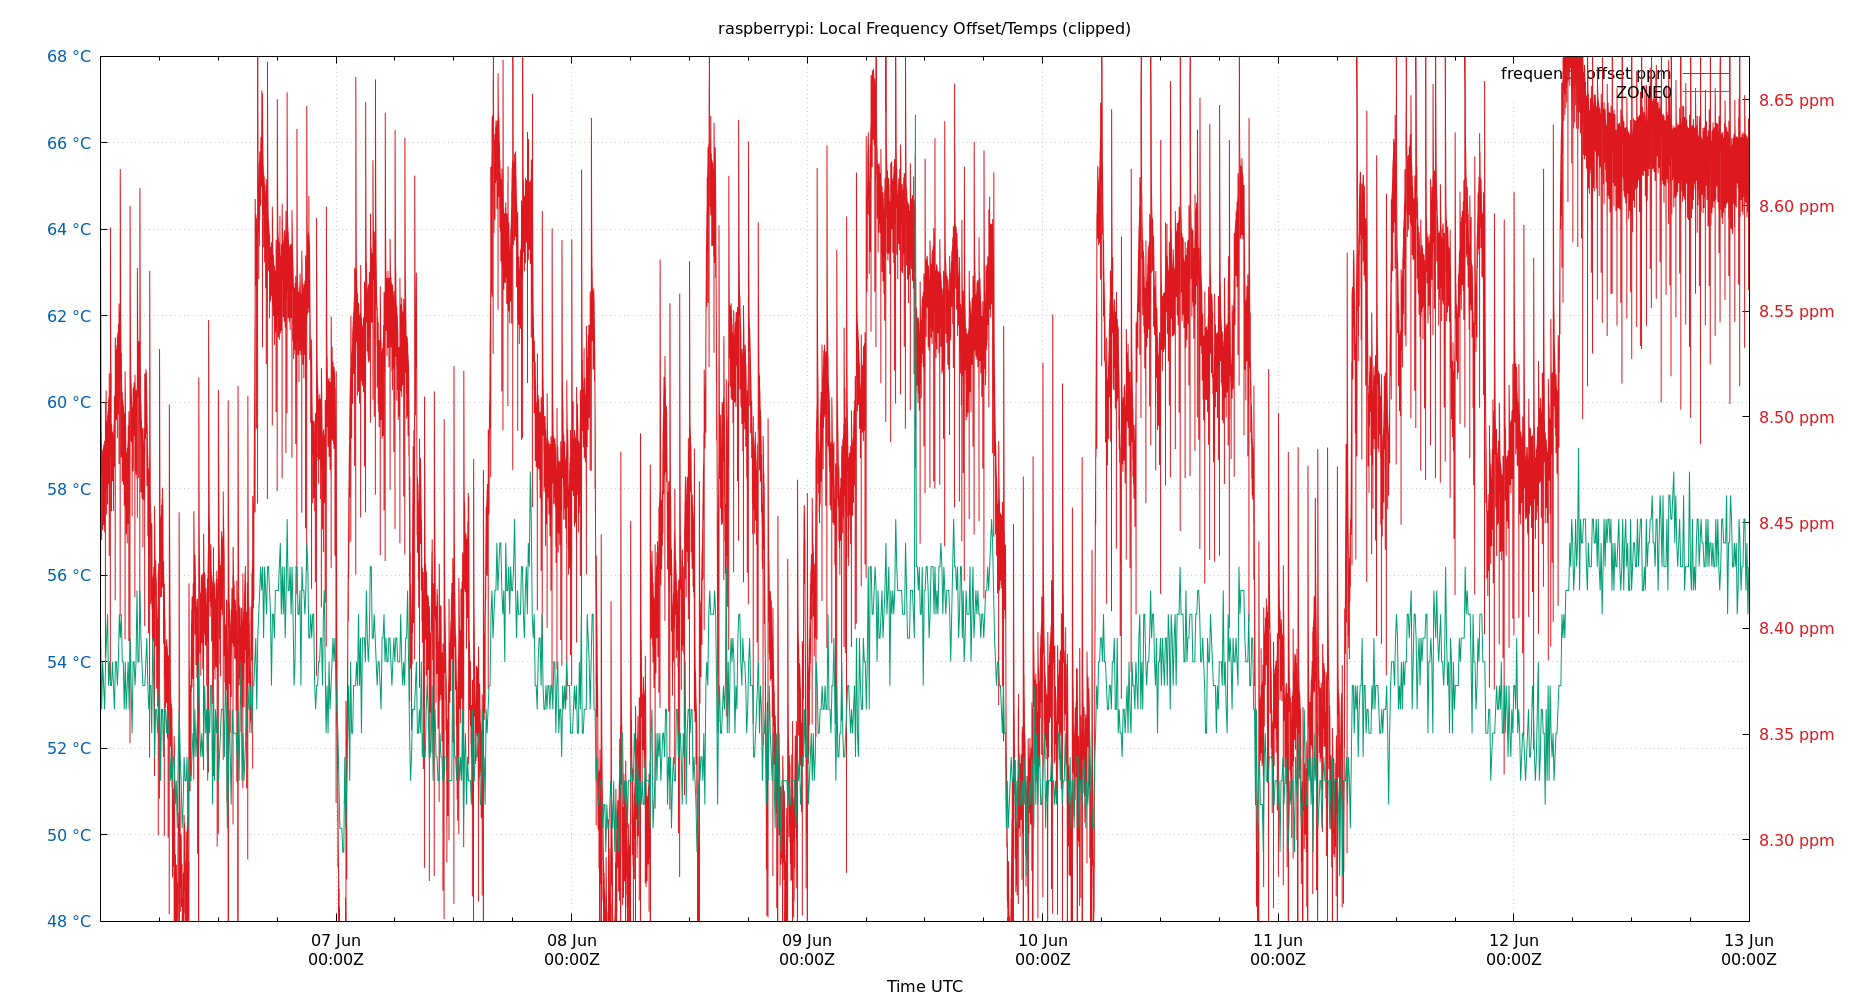 raspberrypi: Local Frequency Offset/Temps (clipped)
68 °C
66 °C
64 °C
62 °C
60 °C
58 °C
56 °C
54 °C
52 °C
50 °C
48 °C
frequency offset ppm
ZONE0
8.65 ppm
8.60 ppm
8.55 ppm
8.50 ppm
8.45 ppm
8.40 ppm
8.35 ppm
8.30 ppm
07 Jun 08 Jun 09 Jun 10 Jun 11 Jun 12 Jun 13 Jun
00:00Z 00:00Z 00:00Z 00:00Z 00:00Z 00:00Z 00:00Z
Time UTC